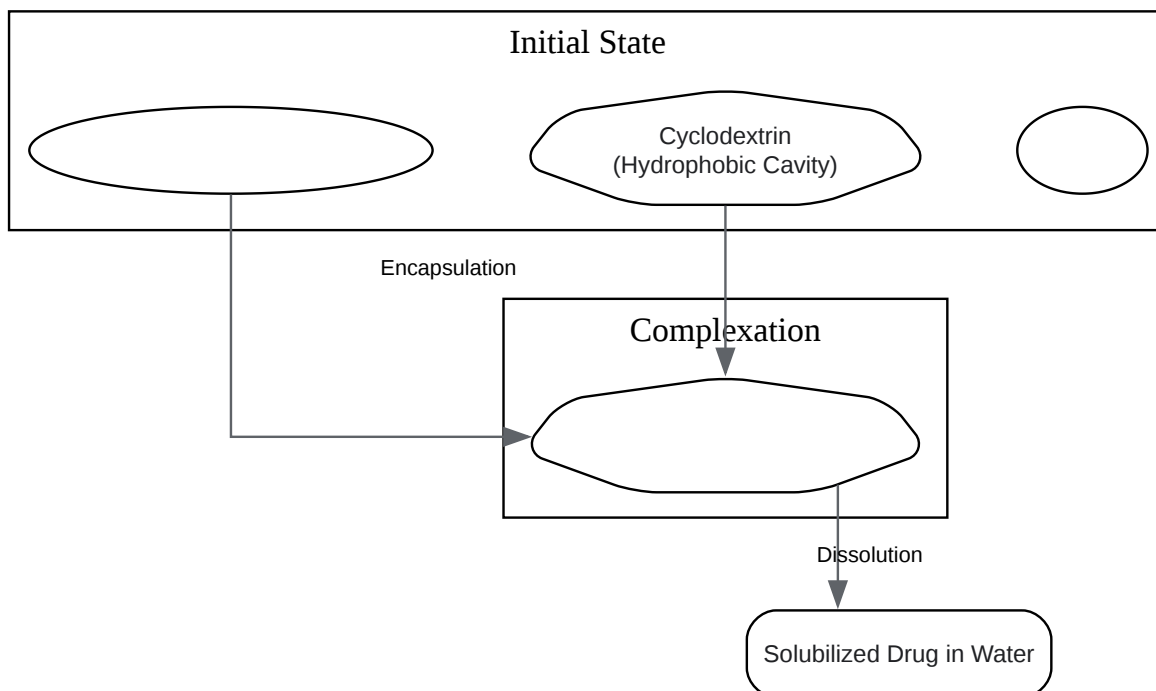 Initial State
Cyclodextrin
(Hydrophobic Cavity)
Encapsulation
Complexation
Dissolution
Solubilized Drug in Water